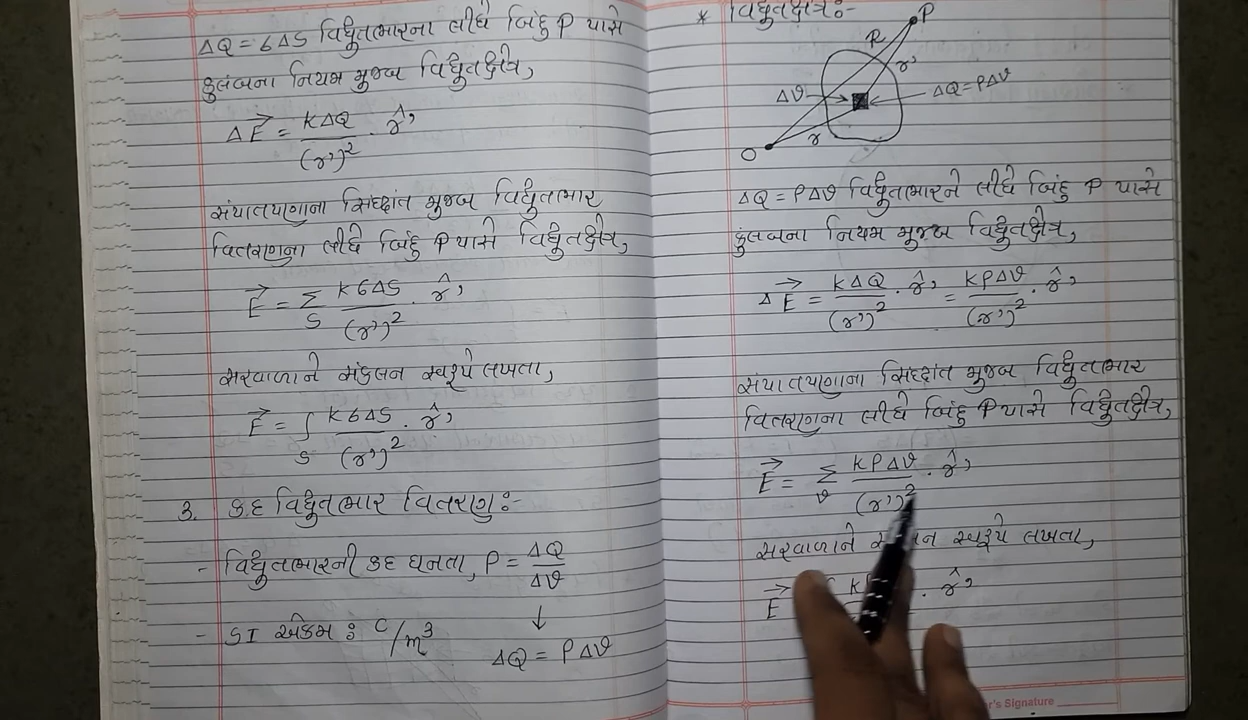 ΔQ = σΔS વિદ્યુતભારના લીધે બિંદુ P પાસે
કુલંબના નિયમ મુજબ વિદ્યુતક્ષેત્ર,
ΔE⃗ = KΔQ/(r')² · r̂'
સંપાતપણાના સિધ્ધાંત મુજબ વિદ્યુતભાર
વિતરણના લીધે બિંદુ P પાસે વિદ્યુતક્ષેત્ર,
E⃗ = Σ_S KσΔS/(r')² · r̂'
સરવાળાને સંકલન સ્વરૂપે લખતા,
E⃗ = ∫_S KσΔS/(r')² · r̂'
3. કદ વિદ્યુતભાર વિતરણ:-
- વિદ્યુતભારની કદ ઘનતા, ρ = ΔQ/ΔV
↓
- SI એકમ : C/m³
ΔQ = ρΔV
* વિદ્યુતક્ષેત્ર:-
P
R
r'
ΔV
ΔQ = ρΔV
r
O
ΔQ = ρΔV વિદ્યુતભારને લીધે બિંદુ P પાસે
કુલંબના નિયમ મુજબ વિદ્યુતક્ષેત્ર,
ΔE⃗ = KΔQ/(r')² · r̂' = KρΔV/(r')² · r̂'
સંપાતપણાના સિધ્ધાંત મુજબ વિદ્યુતભાર
વિતરણના લીધે બિંદુ P પાસે વિદ્યુતક્ષેત્ર,
E⃗ = Σ_V KρΔV/(r')² · r̂'
સરવાળાને સ્વરૂપે લખતા,
E⃗ K · r̂'
's Signature